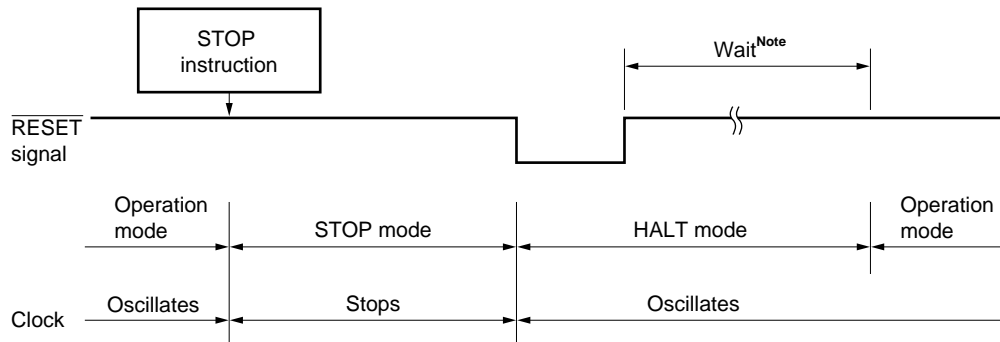 STOP
instruction
Wait^Note
RESET
signal
Operation
mode
STOP mode
HALT mode
Operation
mode
Clock
Oscillates
Stops
Oscillates